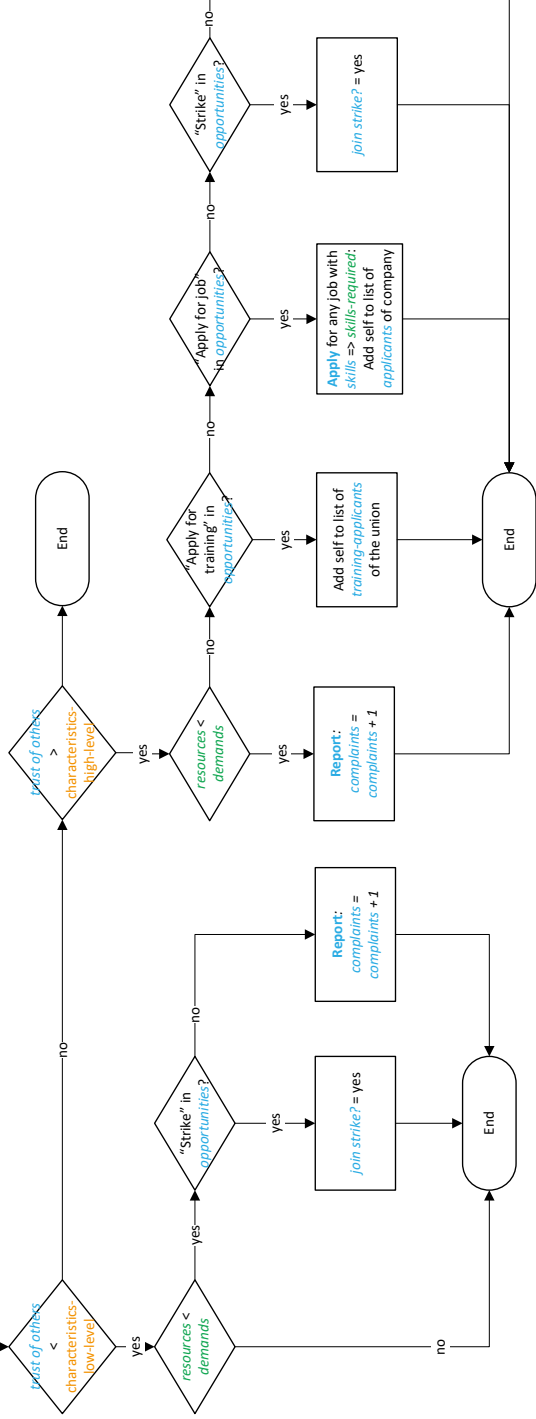 trust of others
<
characteristics-
low-level
no
trust of others
>
characteristics-
high-level
End
yes
yes
resources <
demands
yes
"Strike" in
opportunities?
no
resources <
demands
no
"Apply for
training" in
opportunities?
no
"Apply for job"
in opportunities?
no
"Strike" in
opportunities?
no
no
yes
yes
yes
yes
yes
join strike? = yes
Report:
complaints =
complaints + 1
Report:
complaints =
complaints + 1
Add self to list of
training-applicants
of the union
Apply for any job with
skills => skills-required:
Add self to list of
applicants of company
join strike? = yes
End
End